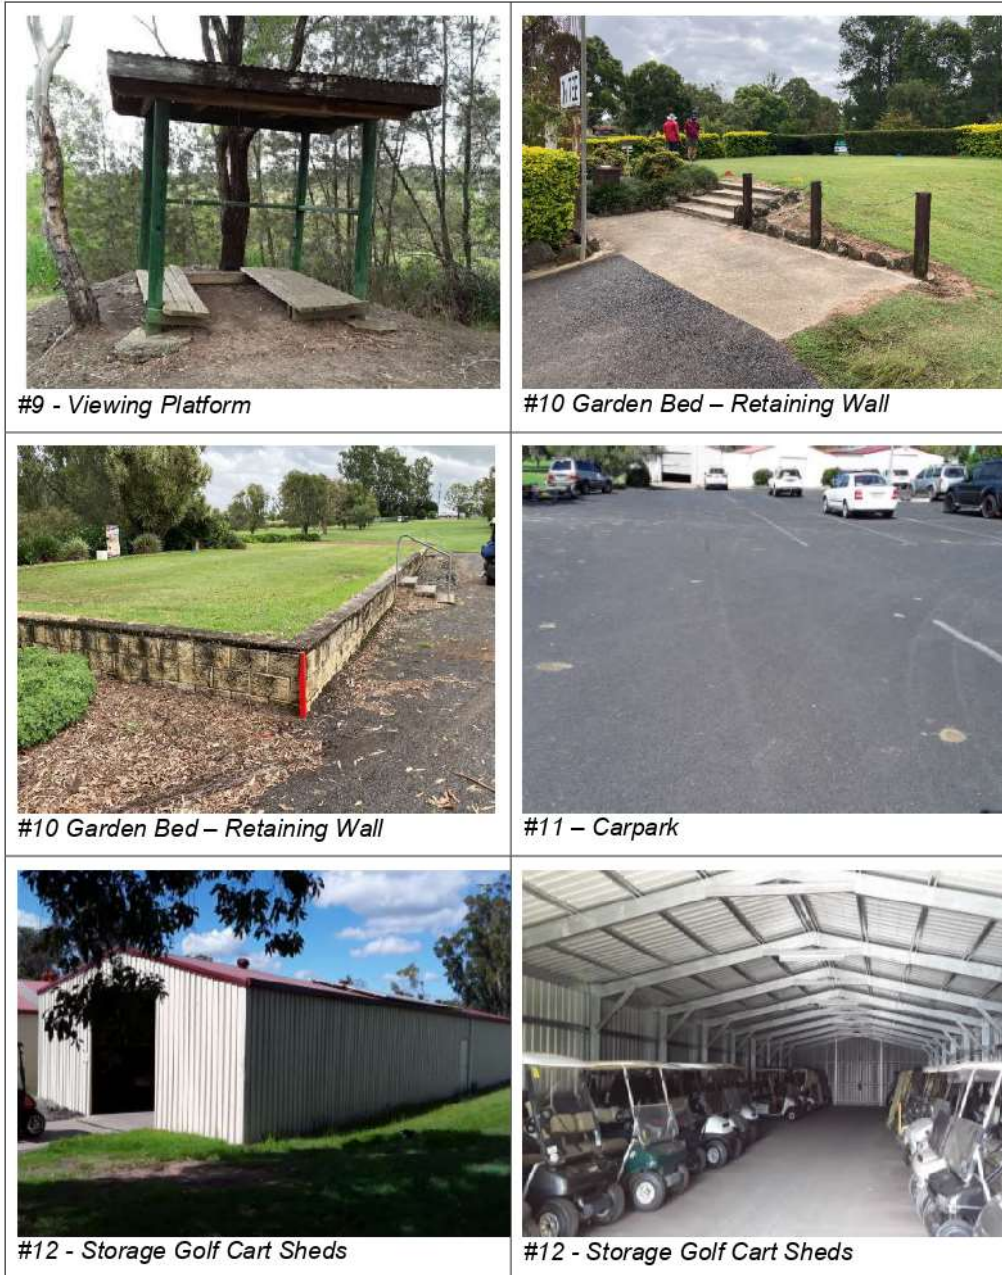 #9 - Viewing Platform
#10 Garden Bed – Retaining Wall
#10 Garden Bed – Retaining Wall
#11 – Carpark
#12 - Storage Golf Cart Sheds
#12 - Storage Golf Cart Sheds